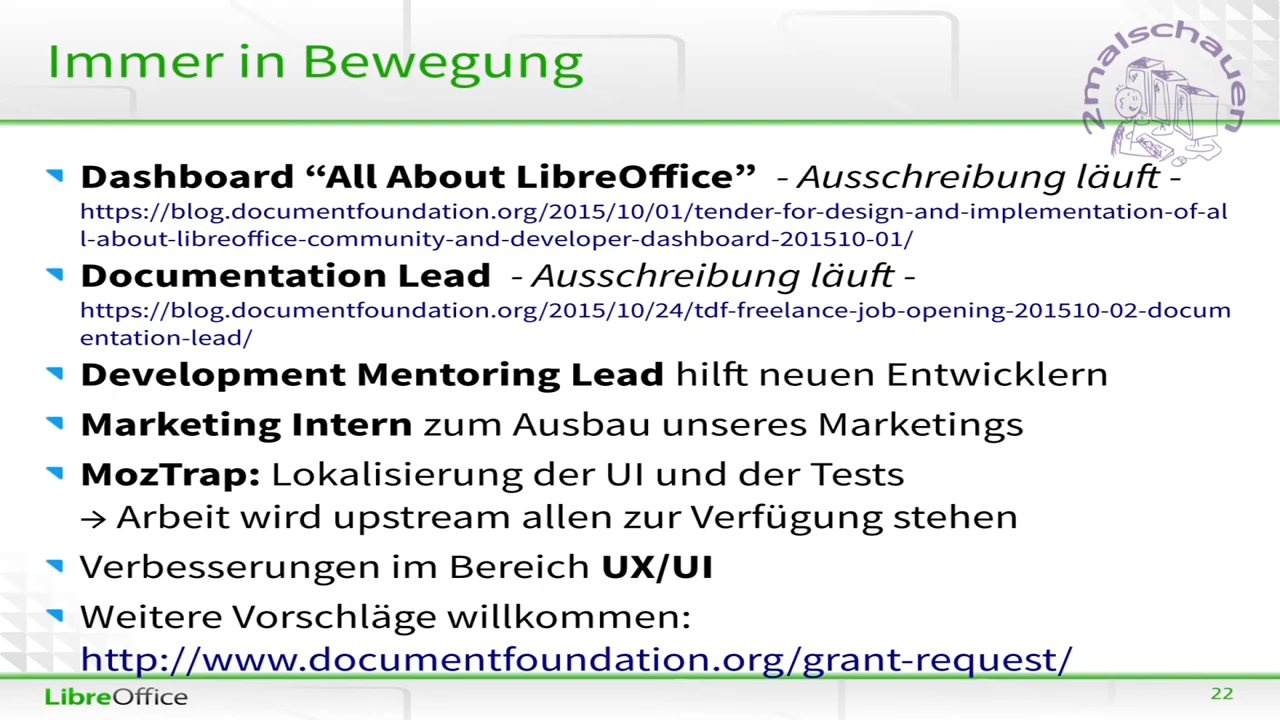 Immer in Bewegung
2malschauen
Dashboard “All About LibreOffice” - Ausschreibung läuft -
https://blog.documentfoundation.org/2015/10/01/tender-for-design-and-implementation-of-al
l-about-libreoffice-community-and-developer-dashboard-201510-01/
Documentation Lead - Ausschreibung läuft -
https://blog.documentfoundation.org/2015/10/24/tdf-freelance-job-opening-201510-02-docum
entation-lead/
Development Mentoring Lead hilft neuen Entwicklern
Marketing Intern zum Ausbau unseres Marketings
MozTrap: Lokalisierung der UI und der Tests
→ Arbeit wird upstream allen zur Verfügung stehen
Verbesserungen im Bereich UX/UI
Weitere Vorschläge willkommen:
http://www.documentfoundation.org/grant-request/
LibreOffice
22